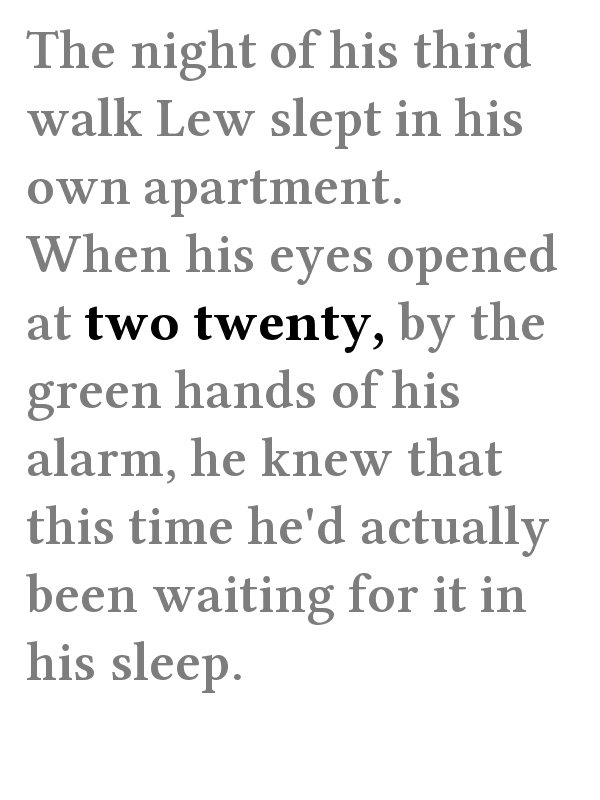 The night of his third
walk Lew slept in his
own apartment.
When his eyes opened
at two twenty, by the
green hands of his
alarm, he knew that
this time he'd actually
been waiting for it in
his sleep.